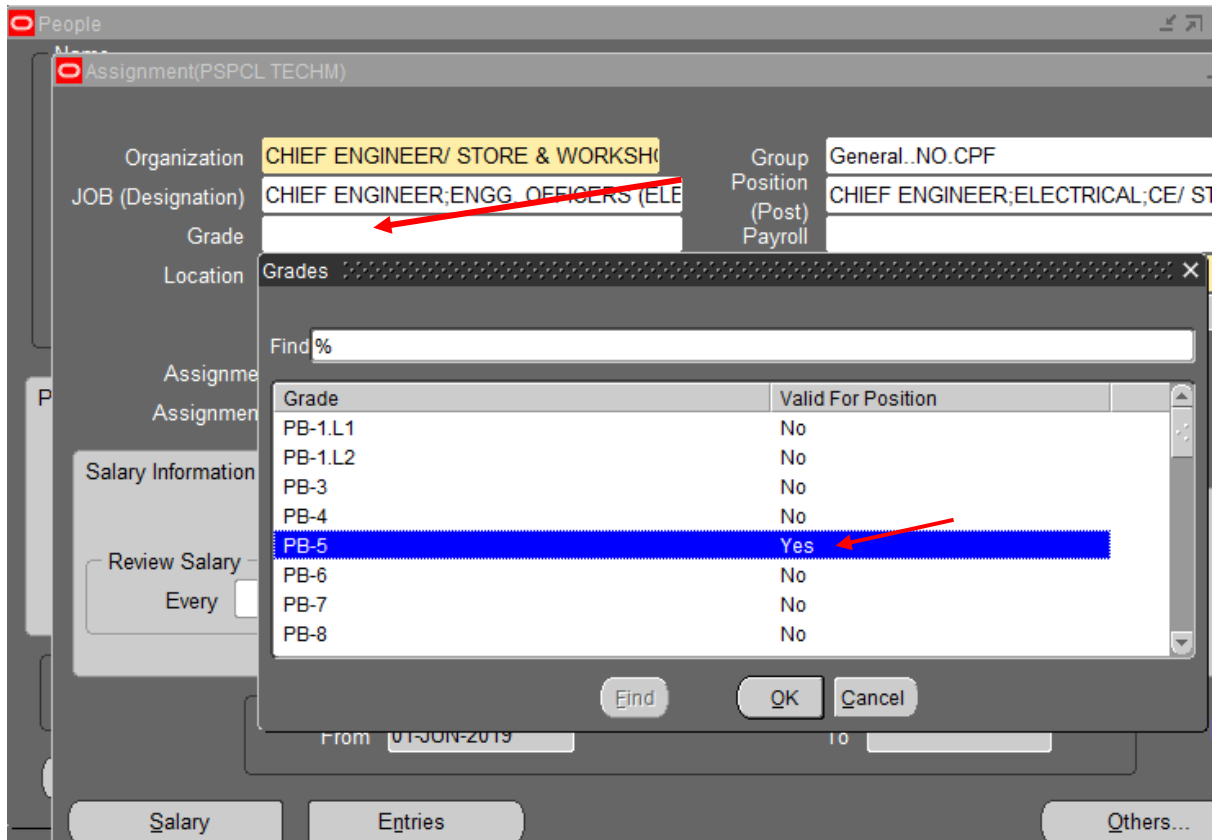 People
Name
Assignment(PSPCL TECHM)
Organization CHIEF ENGINEER/ STORE & WORKSH Group General..NO.CPF
JOB (Designation) CHIEF ENGINEER;ENGG. OFFICERS (ELE Position (Post) CHIEF ENGINEER;ELECTRICAL;CE/ ST
Grade Payroll
Location
Grades
Find %
Assignme
Assignmen
Grade Valid For Position
PB-1.L1 No
PB-1.L2 No
PB-3 No
PB-4 No
PB-5 Yes
PB-6 No
PB-7 No
PB-8 No
P
Salary Information
Review Salary
Every
Find OK Cancel
From 01-JUN-2019 To
Salary Entries Others...